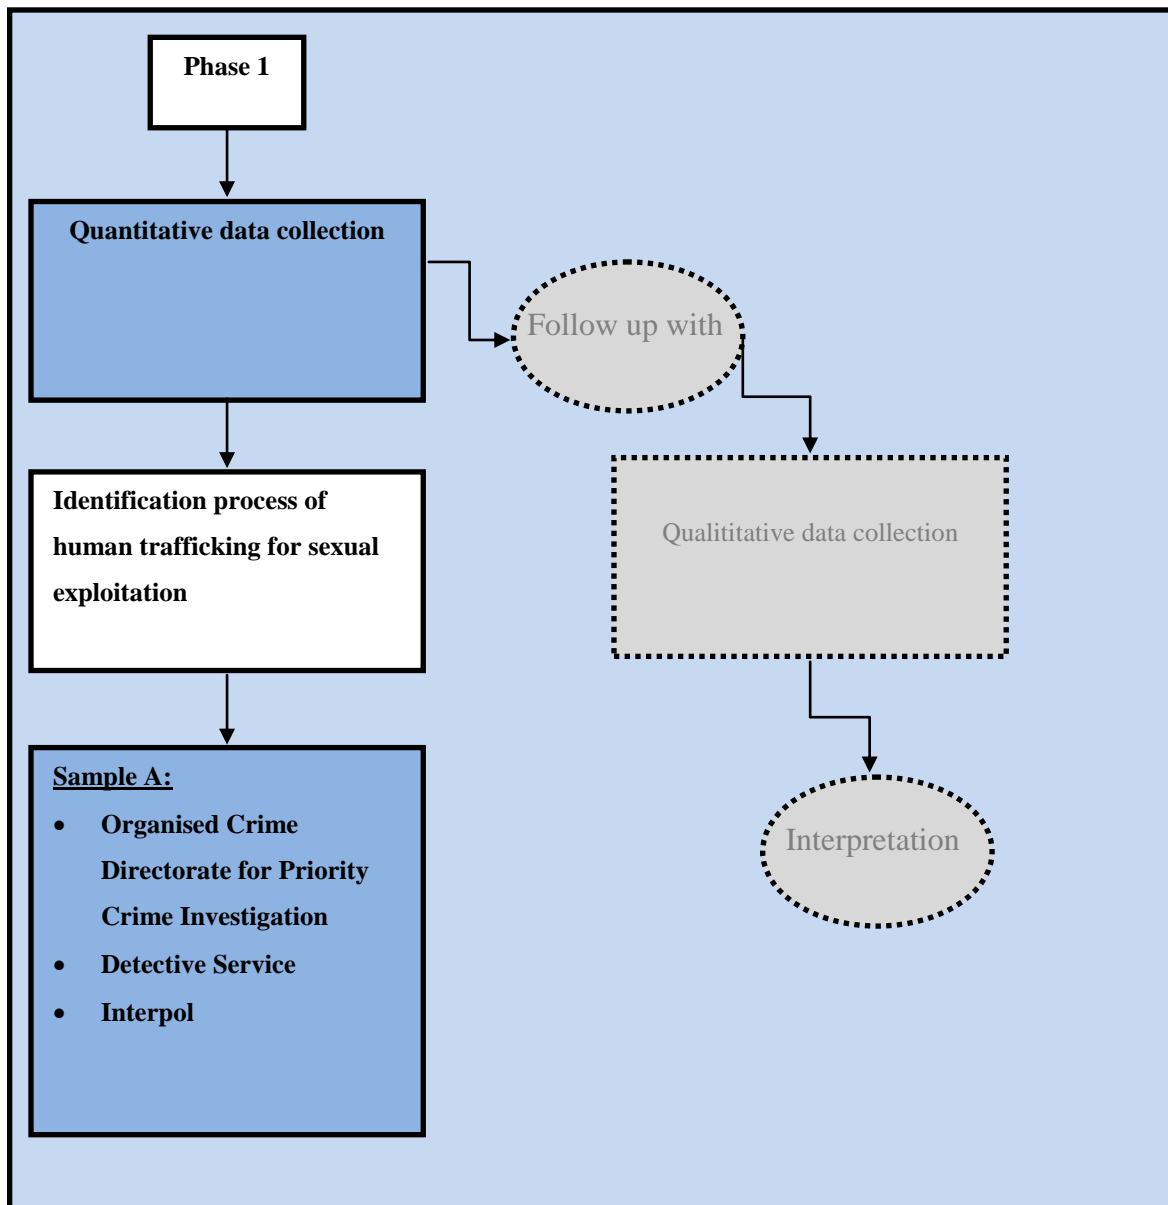 Phase 1
Quantitative data collection
Follow up with
Identification process of
human trafficking for sexual
exploitation
Qualititative data collection
Sample A:
• Organised Crime
Directorate for Priority
Crime Investigation
• Detective Service
• Interpol
Interpretation